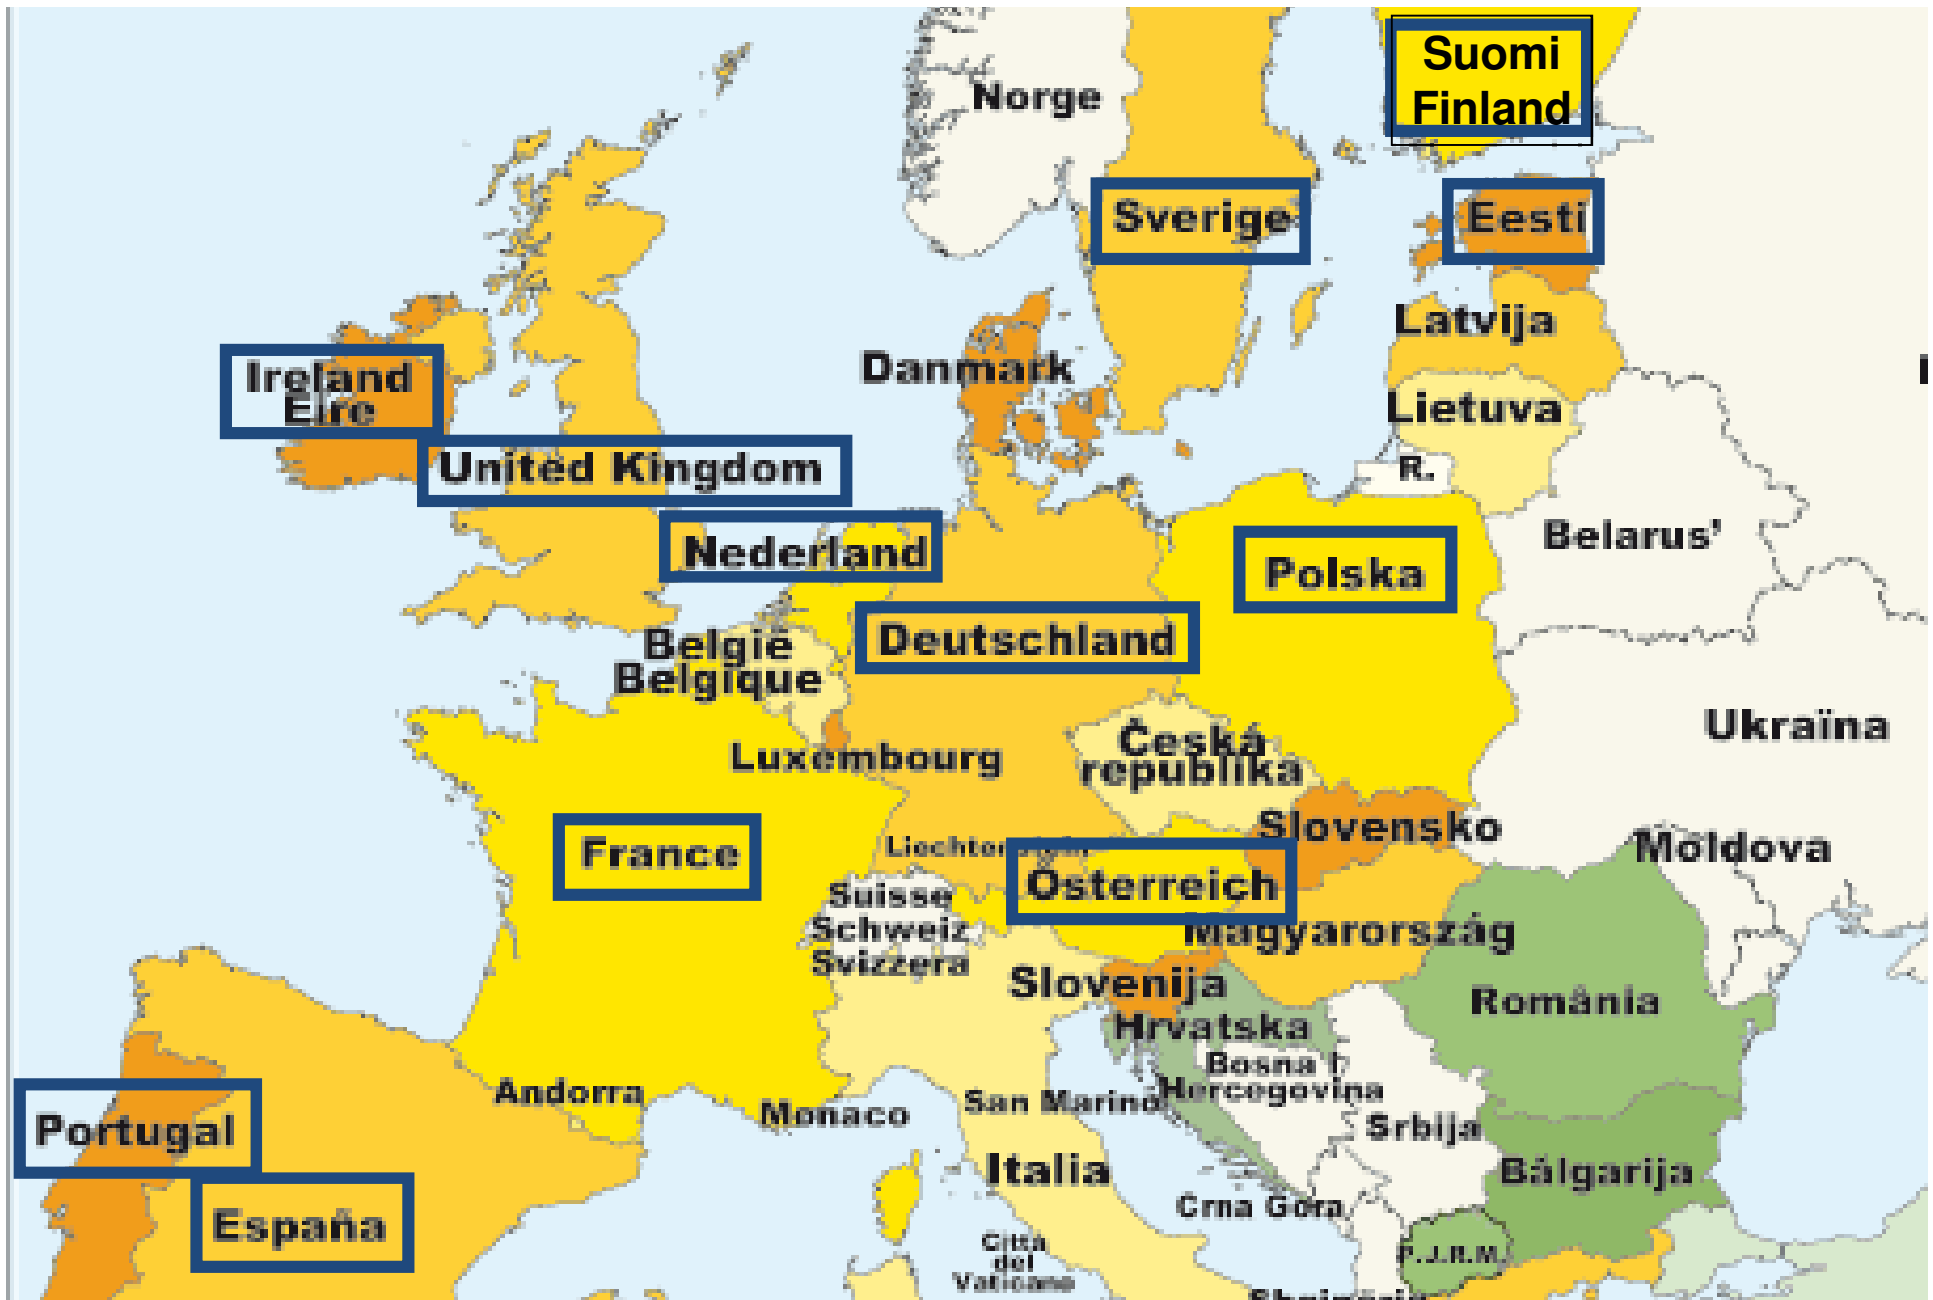 Suomi
Finland
Norge
Sverige
Eesti
Latvija
Danmark
Ireland
Éire
Lietuva
United Kingdom
R.
Belarus'
Nederland
Polska
België
Belgique
Deutschland
Ukraïna
Česká
republika
Luxembourg
Slovensko
France
Moldova
Österreich
Suisse
Schweiz
Svizzera
Magyarország
Slovenija
România
Hrvatska
Bosna i
Hercegovina
Andorra
Monaco
San Marino
Srbija
Portugal
Italia
Bălgarija
Crna Gora
España
Città
del
Vaticano
P.J.R.M.